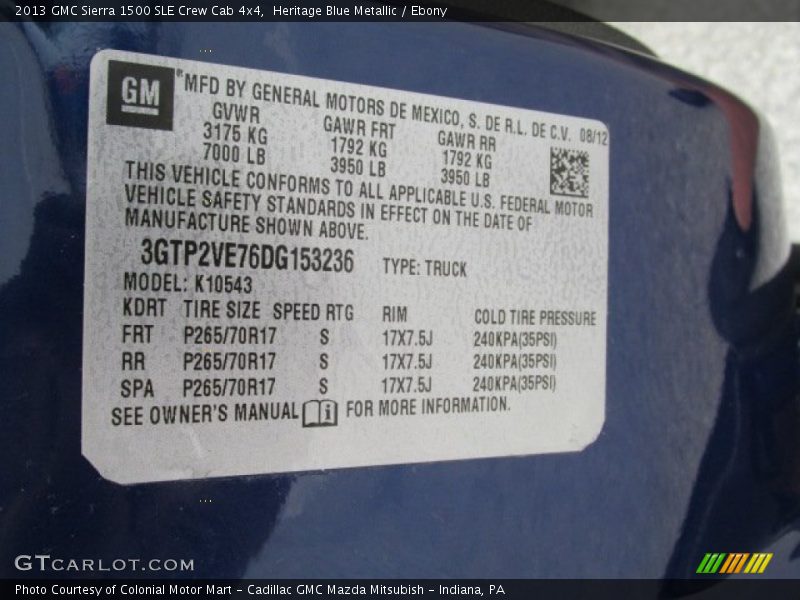 2013 GMC Sierra 1500 SLE Crew Cab 4x4,  Heritage Blue Metallic / Ebony
GM
MFD BY GENERAL MOTORS DE MEXICO, S. DE R.L. DE C.V. 08/12
GVWR GAWR FRT GAWR RR
3175 KG 1792 KG 1792 KG
7000 LB 3950 LB 3950 LB
THIS VEHICLE CONFORMS TO ALL APPLICABLE U.S. FEDERAL MOTOR
VEHICLE SAFETY STANDARDS IN EFFECT ON THE DATE OF
MANUFACTURE SHOWN ABOVE.
3GTP2VE76DG153236 TYPE: TRUCK
MODEL: K10543
KDRT TIRE SIZE SPEED RTG RIM COLD TIRE PRESSURE
FRT P265/70R17 S 17X7.5J 240KPA(35PSI)
RR P265/70R17 S 17X7.5J 240KPA(35PSI)
SPA P265/70R17 S 17X7.5J 240KPA(35PSI)
SEE OWNER'S MANUAL i FOR MORE INFORMATION.
GTCARLOT.COM
Photo Courtesy of Colonial Motor Mart - Cadillac GMC Mazda Mitsubish - Indiana, PA